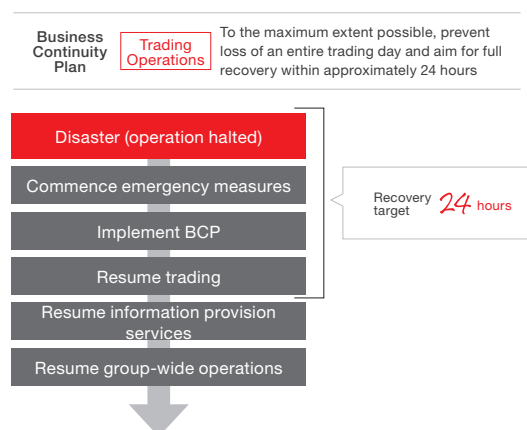 Business
Continuity
Plan
Trading
Operations
To the maximum extent possible, prevent
loss of an entire trading day and aim for full
recovery within approximately 24 hours
Disaster (operation halted)
Commence emergency measures
Implement BCP
Resume trading
Resume information provision
services
Resume group-wide operations
Recovery
target
24 hours